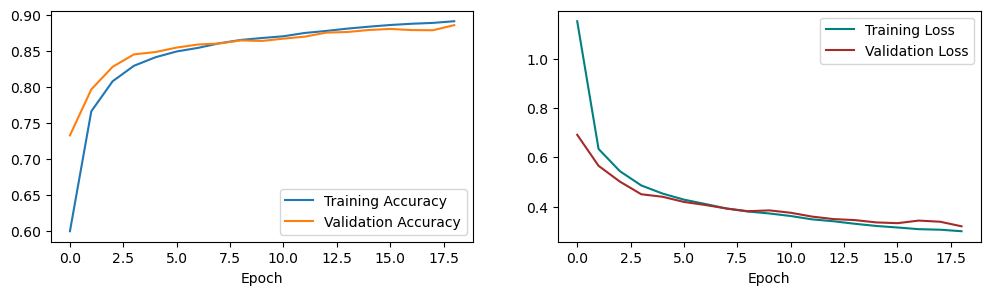 0.90
0.85
0.80
0.75
0.70
0.65
0.60
Training Accuracy
Validation Accuracy
0.0 2.5 5.0 7.5 10.0 12.5 15.0 17.5
Epoch
Training Loss
Validation Loss
1.0
0.8
0.6
0.4
0.0 2.5 5.0 7.5 10.0 12.5 15.0 17.5
Epoch